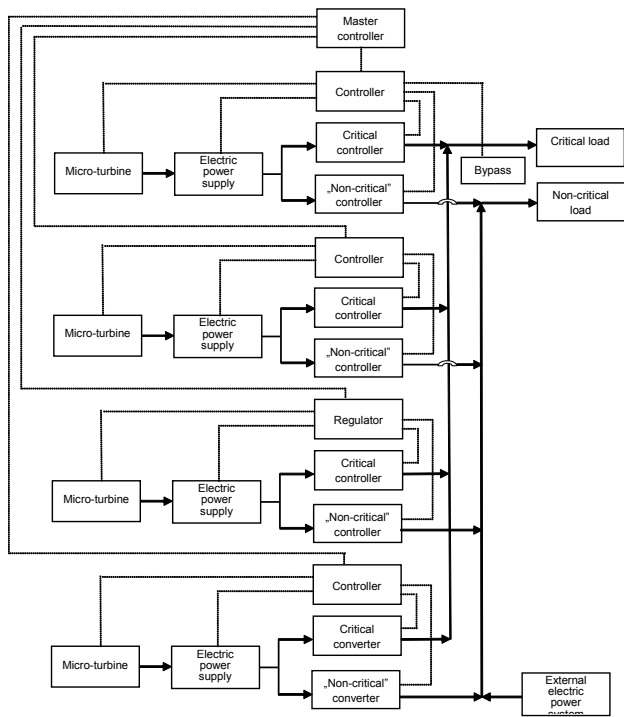 Master
controller
Controller
Critical
controller
Critical load
Micro-turbine
Electric
power
supply
Bypass
„Non-critical"
controller
Non-critical
load
Controller
Critical
controller
Micro-turbine
Electric
power
supply
„Non-critical"
controller
Regulator
Critical
controller
Micro-turbine
Electric
power
supply
„Non-critical"
controller
Controller
Critical
converter
Micro-turbine
Electric
power
supply
„Non-critical"
converter
External
electric
power
system